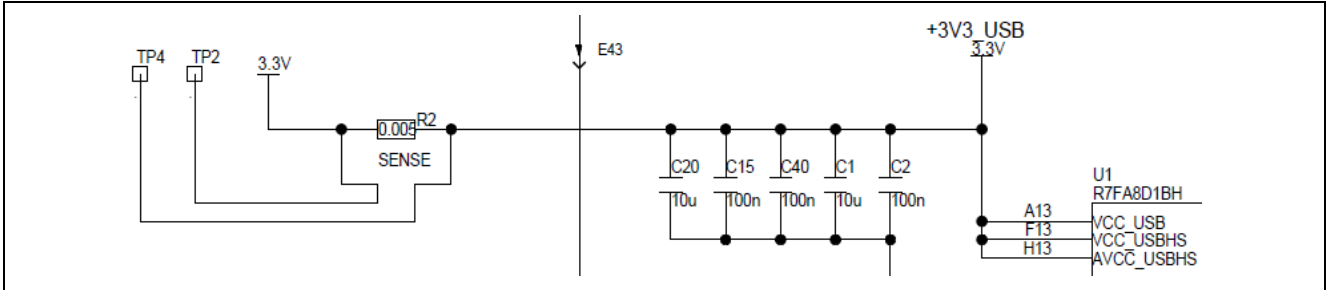 +3V3_USB
3.3V
TP4
TP2
3.3V
E43
0.005
R2
SENSE
C20
10u
C15
100n
C40
100n
C1
10u
C2
100n
U1
R7FA8D1BH
A13
VCC_USB
F13
VCC_USBHS
H13
AVCC_USBHS